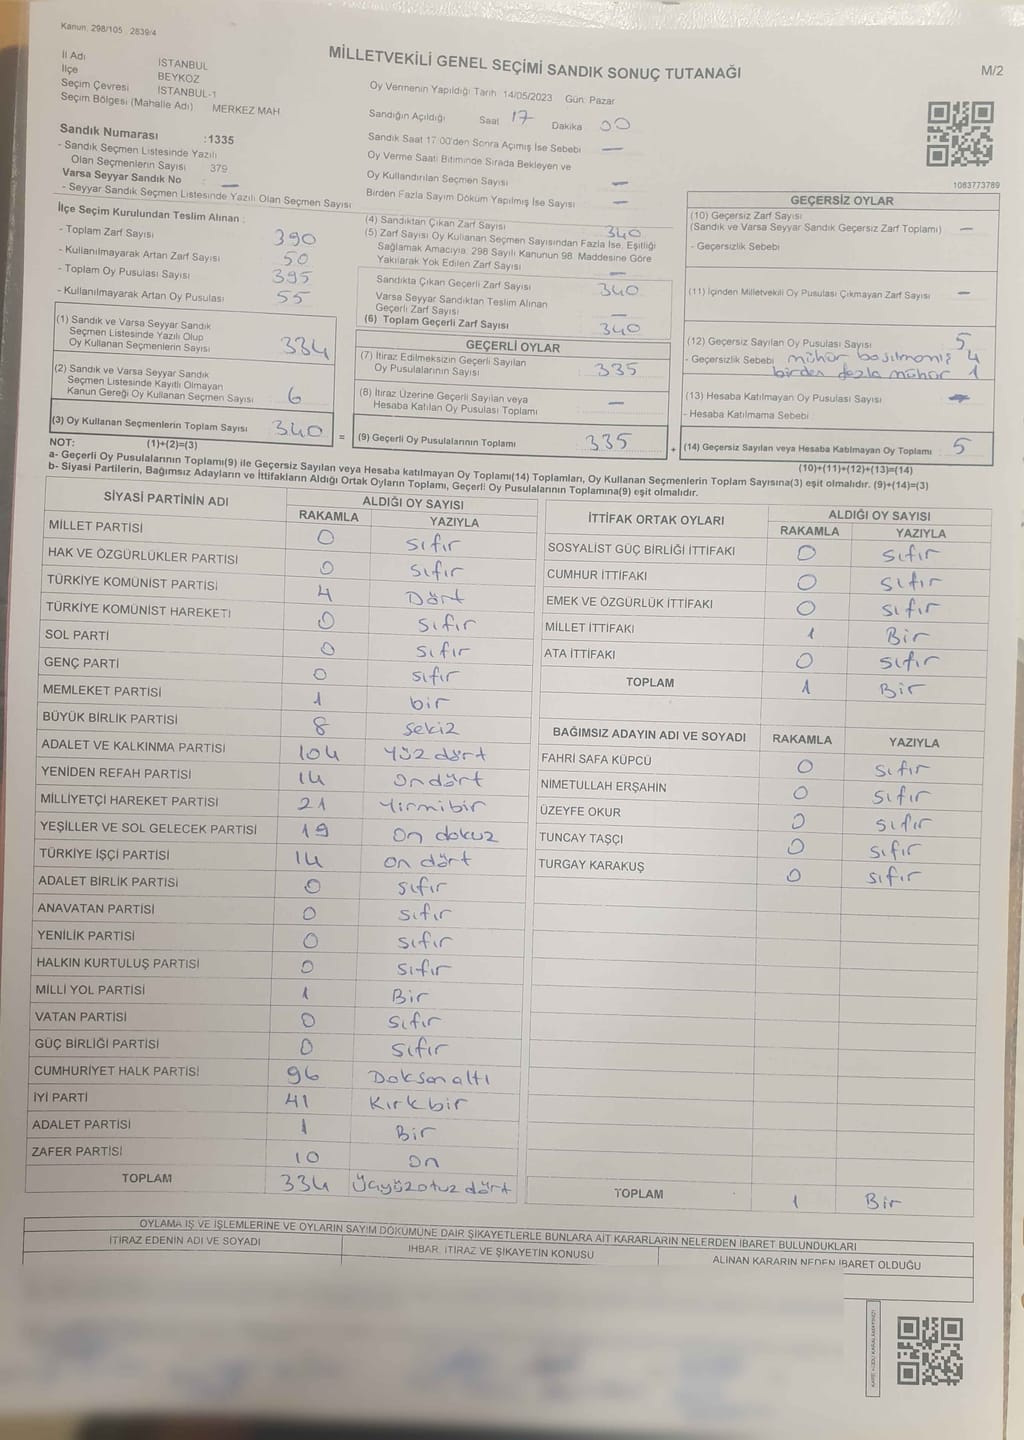 Kanun: 298/105 2839/4
MİLLETVEKİLİ GENEL SEÇİMİ SANDIK SONUÇ TUTANAĞI
M/2
İl Adı İSTANBUL
İlçe BEYKOZ
Seçim Çevresi İSTANBUL-1
Seçim Bölgesi (Mahalle Adı) MERKEZ MAH
Sandık Numarası :1335
- Sandık Seçmen Listesinde Yazılı
Olan Seçmenlerin Sayısı 379
Varsa Seyyar Sandık No : —
- Seyyar Sandık Seçmen Listesinde Yazılı Olan Seçmen Sayısı
Oy Vermenin Yapıldığı Tarih: 14/05/2023 Gün: Pazar
Sandığın Açıldığı Saat 17 Dakika 00
Sandık Saat 17:00'den Sonra Açımış İse Sebebi —
Oy Verme Saati Bitiminde Sırada Bekleyen ve
Oy Kullandırılan Seçmen Sayısı —
Birden Fazla Sayım Döküm Yapılmış İse Sayısı —
1083773789
İlçe Seçim Kurulundan Teslim Alınan :
- Toplam Zarf Sayısı 390
- Kullanılmayarak Artan Zarf Sayısı 50
- Toplam Oy Pusulası Sayısı 395
- Kullanılmayarak Artan Oy Pusulası 55
(1) Sandık ve Varsa Seyyar Sandık
Seçmen Listesinde Yazılı Olup
Oy Kullanan Seçmenlerin Sayısı 334
(2) Sandık ve Varsa Seyyar Sandık
Seçmen Listesinde Kayıtlı Olmayan
Kanun Gereği Oy Kullanan Seçmen Sayısı 6
(3) Oy Kullanan Seçmenlerin Toplam Sayısı 340 =
(4) Sandıktan Çıkan Zarf Sayısı 340
(5) Zarf Sayısı Oy Kullanan Seçmen Sayısından Fazla İse, Eşitliği
Sağlamak Amacıyla; 298 Sayılı Kanunun 98. Maddesine Göre
Yakılarak Yok Edilen Zarf Sayısı —
Sandıkta Çıkan Geçerli Zarf Sayısı 340
Varsa Seyyar Sandıktan Teslim Alınan
Geçerli Zarf Sayısı —
(6) Toplam Geçerli Zarf Sayısı 340
GEÇERLİ OYLAR
(7) İtiraz Edilmeksizin Geçerli Sayılan
Oy Pusulalarının Sayısı 335
(8) İtiraz Üzerine Geçerli Sayılan veya
Hesaba Katılan Oy Pusulası Toplamı —
(9) Geçerli Oy Pusulalarının Toplamı 335 +
GEÇERSİZ OYLAR
(10) Geçersiz Zarf Sayısı
(Sandık ve Varsa Seyyar Sandık Geçersiz Zarf Toplamı) —
- Geçersizlik Sebebi
(11) İçinden Milletvekili Oy Pusulası Çıkmayan Zarf Sayısı —
(12) Geçersiz Sayılan Oy Pusulası Sayısı 5
- Geçersizlik Sebebi mühür basılmamış 4
birden fazla mühür 1
(13) Hesaba Katılmayan Oy Pusulası Sayısı —
- Hesaba Katılmama Sebebi
(14) Geçersiz Sayılan veya Hesaba Katılmayan Oy Toplamı 5
NOT: (1)+(2)=(3)
(10)+(11)+(12)+(13)=(14)
a- Geçerli Oy Pusulalarının Toplamı(9) ile Geçersiz Sayılan veya Hesaba katılmayan Oy Toplamı(14) Toplamları, Oy Kullanan Seçmenlerin Toplam Sayısına(3) eşit olmalıdır. (9)+(14)=(3)
b- Siyasi Partilerin, Bağımsız Adayların ve İttifakların Aldığı Ortak Oyların Toplamı, Geçerli Oy Pusulalarının Toplamına(9) eşit olmalıdır.
SİYASİ PARTİNİN ADI ALDIĞI OY SAYISI
RAKAMLA YAZIYLA
MİLLET PARTİSİ 0 sıfır
HAK VE ÖZGÜRLÜKLER PARTİSİ 0 sıfır
TÜRKİYE KOMÜNİST PARTİSİ 4 Dört
TÜRKİYE KOMÜNİST HAREKETİ 0 sıfır
SOL PARTİ 0 sıfır
GENÇ PARTİ 0 sıfır
MEMLEKET PARTİSİ 1 bir
BÜYÜK BİRLİK PARTİSİ 8 sekiz
ADALET VE KALKINMA PARTİSİ 104 Yüz dört
YENİDEN REFAH PARTİSİ 14 Ondört
MİLLİYETÇİ HAREKET PARTİSİ 21 Yirmibir
YEŞİLLER VE SOL GELECEK PARTİSİ 19 On dokuz
TÜRKİYE İŞÇİ PARTİSİ 14 on dört
ADALET BİRLİK PARTİSİ 0 sıfır
ANAVATAN PARTİSİ 0 sıfır
YENİLİK PARTİSİ 0 sıfır
HALKIN KURTULUŞ PARTİSİ 0 sıfır
MİLLİ YOL PARTİSİ 1 Bir
VATAN PARTİSİ 0 sıfır
GÜÇ BİRLİĞİ PARTİSİ 0 sıfır
CUMHURİYET HALK PARTİSİ 96 Doksanaltı
İYİ PARTİ 41 Kırkbir
ADALET PARTİSİ 1 Bir
ZAFER PARTİSİ 10 on
TOPLAM 334 Üçyüzotuz dört
İTTİFAK ORTAK OYLARI ALDIĞI OY SAYISI
RAKAMLA YAZIYLA
SOSYALİST GÜÇ BİRLİĞİ İTTİFAKI 0 sıfır
CUMHUR İTTİFAKI 0 sıfır
EMEK VE ÖZGÜRLÜK İTTİFAKI 0 sıfır
MİLLET İTTİFAKI 1 Bir
ATA İTTİFAKI 0 sıfır
TOPLAM 1 Bir
BAĞIMSIZ ADAYIN ADI VE SOYADI RAKAMLA YAZIYLA
FAHRİ SAFA KÜPCÜ 0 sıfır
NİMETULLAH ERŞAHİN 0 sıfır
ÜZEYFE OKUR 0 sıfır
TUNCAY TAŞÇI 0 sıfır
TURGAY KARAKUŞ 0 sıfır
TOPLAM 1 Bir
OYLAMA İŞ VE İŞLEMLERİNE VE OYLARIN SAYIM DÖKÜMÜNE DAİR ŞİKAYETLERLE BUNLARA AİT KARARLARIN NELERDEN İBARET BULUNDUKLARI
İTİRAZ EDENİN ADI VE SOYADI
İHBAR, İTİRAZ VE ŞİKAYETİN KONUSU
ALINAN KARARIN NEDEN İBARET OLDUĞU